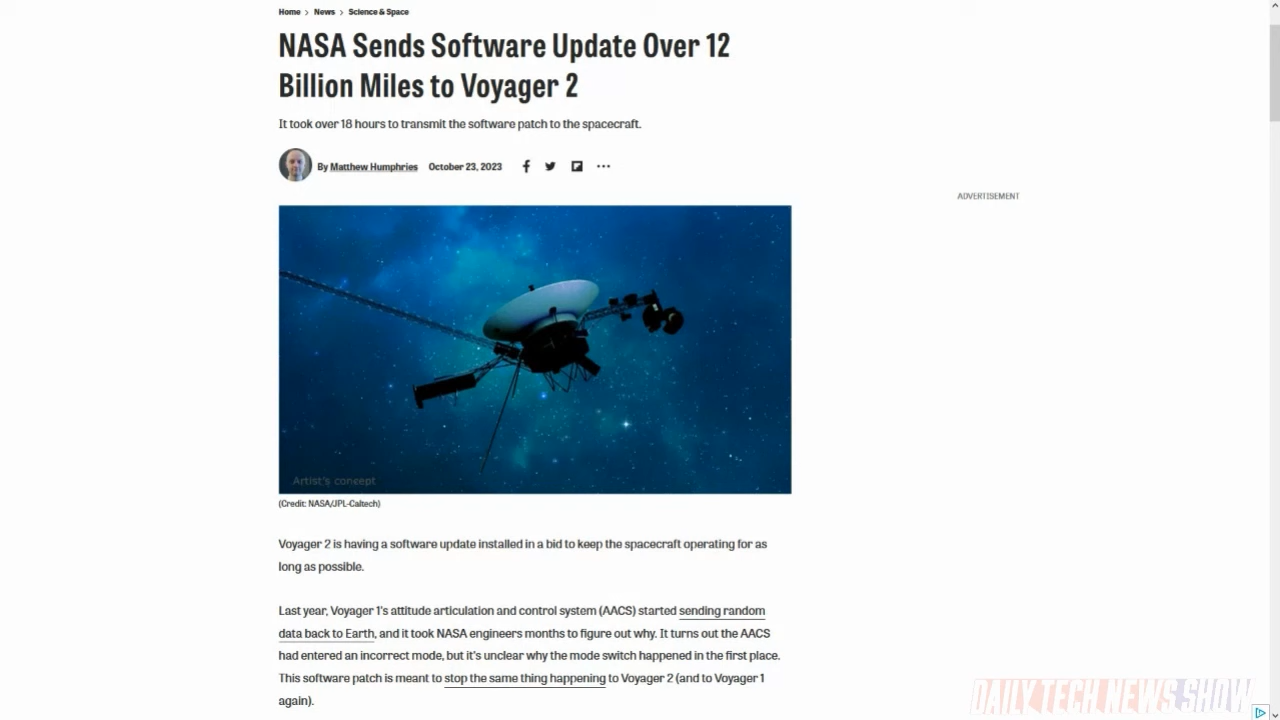 Home > News > Science & Space
NASA Sends Software Update Over 12
Billion Miles to Voyager 2
It took over 18 hours to transmit the software patch to the spacecraft.
By Matthew Humphries October 23, 2023
ADVERTISEMENT
Artist's concept
(Credit: NASA/JPL-Caltech)
Voyager 2 is having a software update installed in a bid to keep the spacecraft operating for as
long as possible.
Last year, Voyager 1's attitude articulation and control system (AACS) started sending random
data back to Earth, and it took NASA engineers months to figure out why. It turns out the AACS
had entered an incorrect mode, but it's unclear why the mode switch happened in the first place.
This software patch is meant to stop the same thing happening to Voyager 2 (and to Voyager 1
again).
DAILY TECH NEWS SHOW